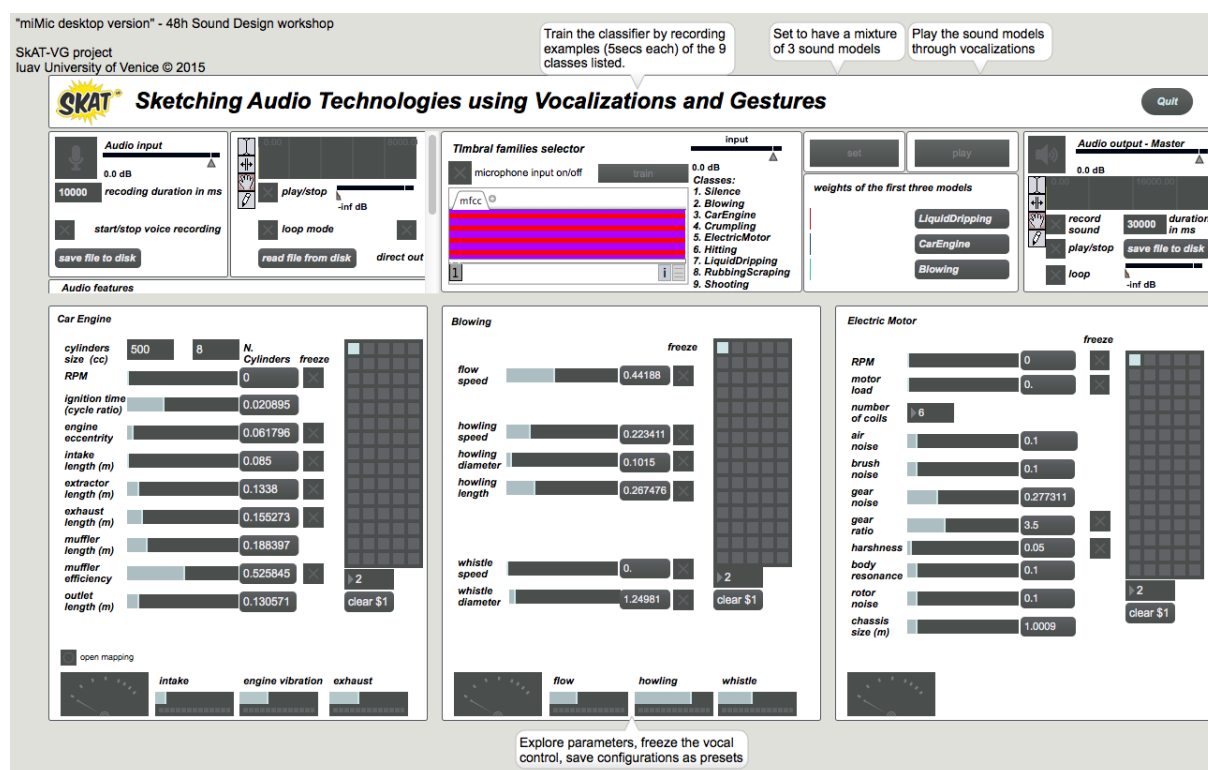 "miMic desktop version" - 48h Sound Design workshop
SkAT-VG project
Iuav University of Venice © 2015
Train the classifier by recording
examples (5secs each) of the 9
classes listed.
Set to have a mixture
of 3 sound models
Play the sound models
through vocalizations
SKAT VG
Sketching Audio Technologies using Vocalizations and Gestures
Quit
Audio input
0.0 dB
10000 recoding duration in ms
start/stop voice recording
save file to disk
Audio features
0.00 8000.0
play/stop
-inf dB
loop mode
read file from disk direct out
Timbral families selector
microphone input on/off
train
mfcc
1
i
input
0.0 dB
Classes:
1. Silence
2. Blowing
3. CarEngine
4. Crumpling
5. ElectricMotor
6. Hitting
7. LiquidDripping
8. RubbingScraping
9. Shooting
set
play
weights of the first three models
LiquidDripping
CarEngine
Blowing
Audio output - Master
0.0 dB
0.00 16000.00
record
sound
30000
duration
in ms
play/stop
save file to disk
loop
-inf dB
Car Engine
cylinders
size (cc)
500
8
N.
Cylinders
freeze
RPM
0
ignition time
(cycle ratio)
0.020895
engine
eccentrity
0.061796
intake
length (m)
0.085
extractor
length (m)
0.1338
exhaust
length (m)
0.155273
muffler
length (m)
0.188397
muffler
efficiency
0.525845
outlet
length (m)
0.130571
2
clear $1
open mapping
intake
engine vibration
exhaust
Blowing
freeze
flow
speed
0.44188
howling
speed
0.223411
howling
diameter
0.1015
howling
length
0.267476
whistle
speed
0.
whistle
diameter
1.24981
2
clear $1
flow
howling
whistle
Electric Motor
freeze
RPM
0
motor
load
0.
number
of coils
6
air
noise
0.1
brush
noise
0.1
gear
noise
0.277311
gear
ratio
3.5
harshness
0.05
body
resonance
0.1
rotor
noise
0.1
chassis
size (m)
1.0009
2
clear $1
Explore parameters, freeze the vocal
control, save configurations as presets